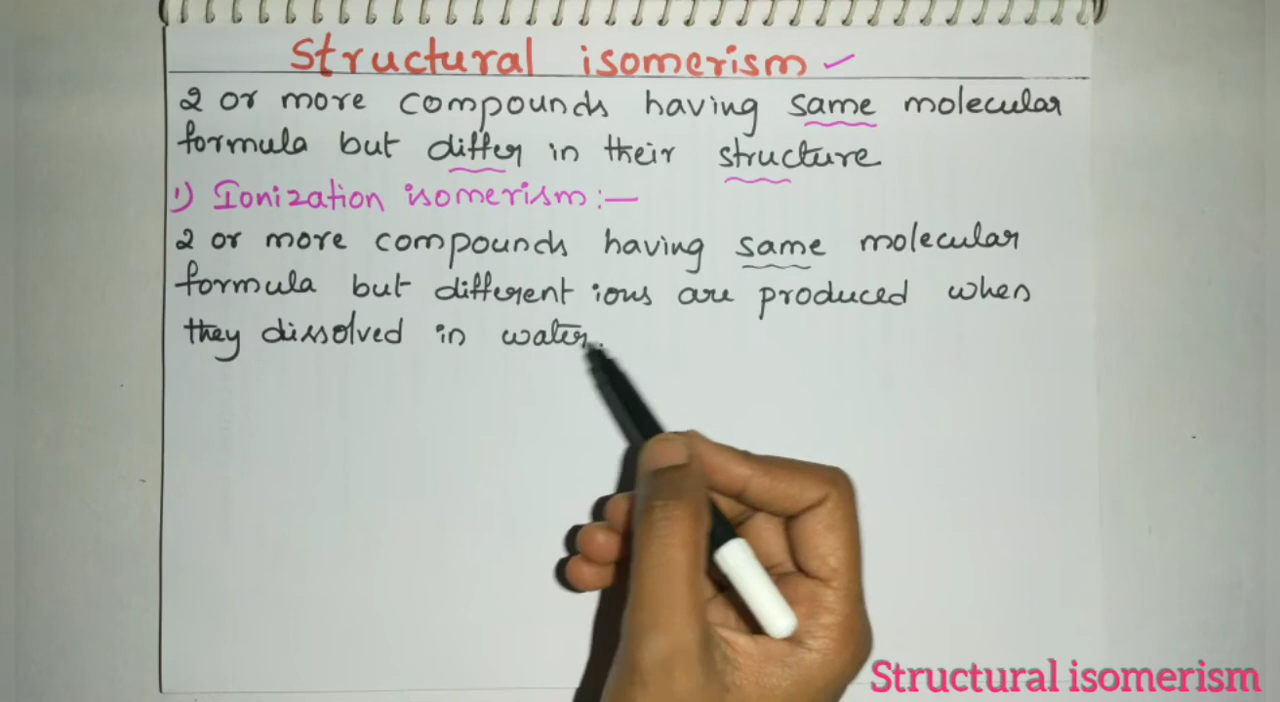 Structural isomerism
2 or more compounds having same molecular
formula but differ in their structure
1) Ionization isomerism:—
2 or more compounds having same molecular
formula but different ions are produced when
they dissolved in water.
Structural isomerism